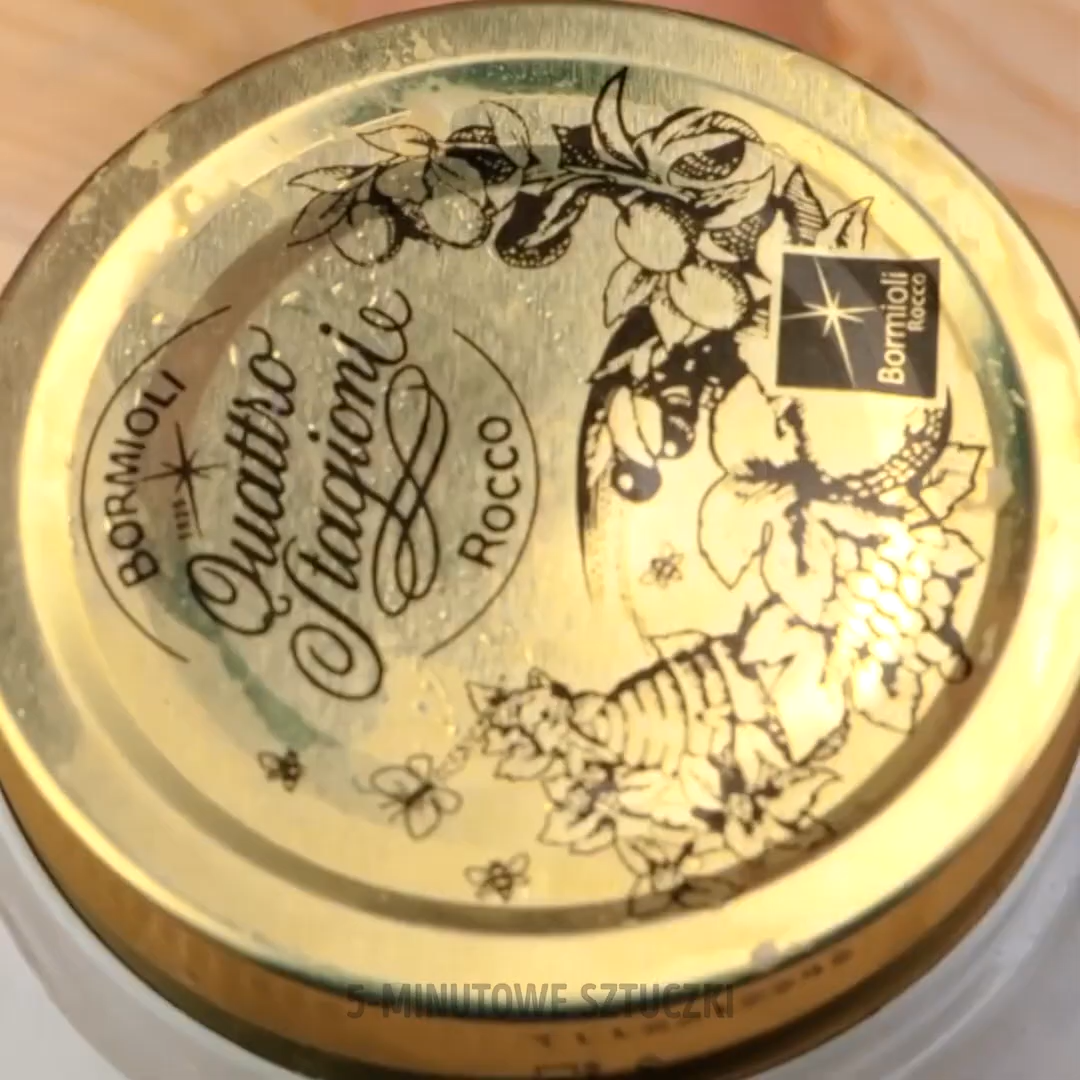 BORMIOLI
Quattro
Stagioni
ROCCO
Bormioli
Rocco
5-MINUTOWE SZTUCZKI